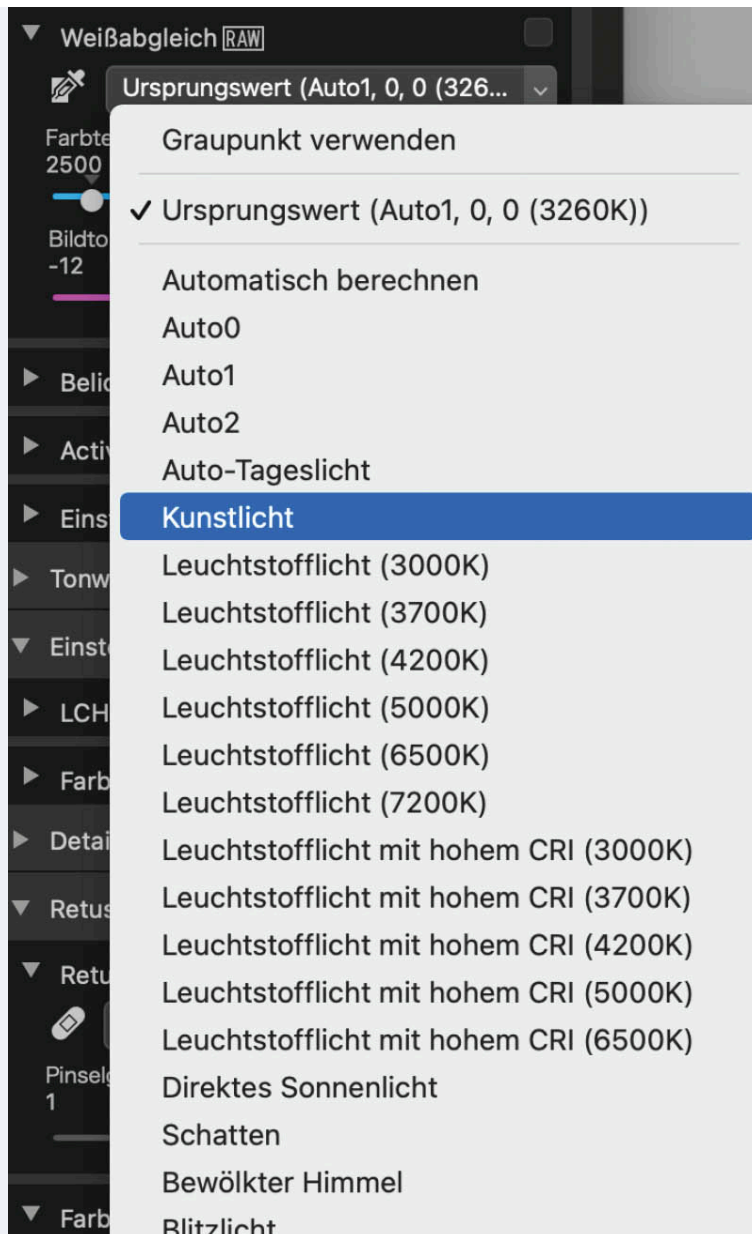 Weißabgleich RAW
Ursprungswert (Auto1, 0, 0 (326...
Farbte
2500
Bildto
-12
Graupunkt verwenden
Ursprungswert (Auto1, 0, 0 (3260K))
Automatisch berechnen
Auto0
Auto1
Auto2
Auto-Tageslicht
Kunstlicht
Leuchtstofflicht (3000K)
Leuchtstofflicht (3700K)
Leuchtstofflicht (4200K)
Leuchtstofflicht (5000K)
Leuchtstofflicht (6500K)
Leuchtstofflicht (7200K)
Leuchtstofflicht mit hohem CRI (3000K)
Leuchtstofflicht mit hohem CRI (3700K)
Leuchtstofflicht mit hohem CRI (4200K)
Leuchtstofflicht mit hohem CRI (5000K)
Leuchtstofflicht mit hohem CRI (6500K)
Direktes Sonnenlicht
Schatten
Bewölkter Himmel
Blitzlicht
Belic
Activ
Eins
Tonw
Einste
LCH
Farb
Detai
Retus
Retu
Pinselg
1
Farb